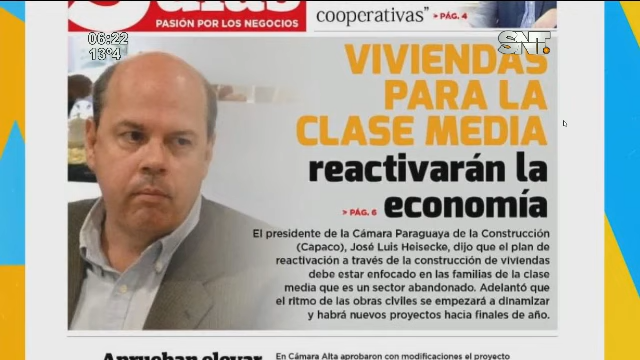 PASIÓN POR LOS NEGOCIOS
cooperativas" > PÁG. 4
06:22
13°4
SNT.
VIVIENDAS
PARA LA
CLASE MEDIA
reactivarán la
> PÁG. 6 economía
El presidente de la Cámara Paraguaya de la Construcción
(Capaco), José Luis Heisecke, dijo que el plan de
reactivación a través de la construcción de viviendas
debe estar enfocado en las familias de la clase
media que es un sector abandonado. Adelantó que
el ritmo de las obras civiles se empezará a dinamizar
y habrá nuevos proyectos hacia finales de año.
Aprueban elevar
En Cámara Alta aprobaron con modificaciones el proyecto